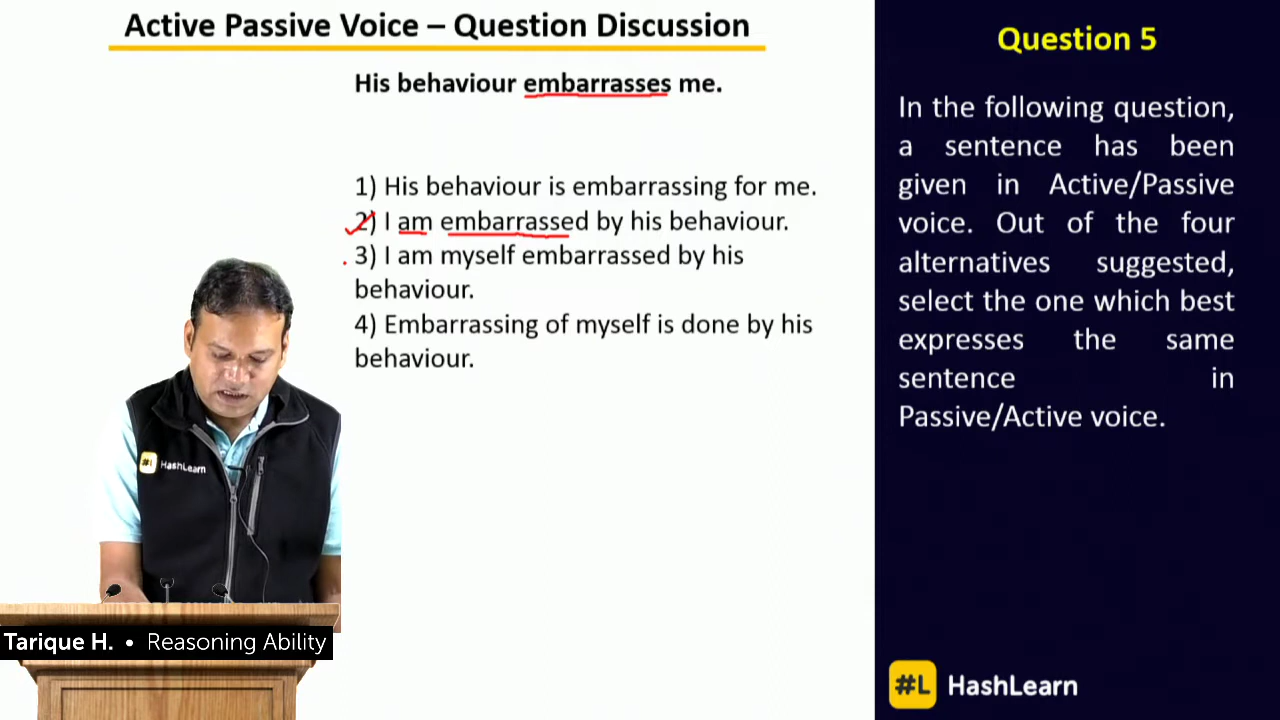 Active Passive Voice – Question Discussion
His behaviour embarrasses me.
1) His behaviour is embarrassing for me.
2) I am embarrassed by his behaviour.
3) I am myself embarrassed by his
behaviour.
4) Embarrassing of myself is done by his
behaviour.
#L HashLearn
Tarique H. • Reasoning Ability
Question 5
In the following question,
a sentence has been
given in Active/Passive
voice. Out of the four
alternatives suggested,
select the one which best
expresses the same
sentence in
Passive/Active voice.
#L HashLearn